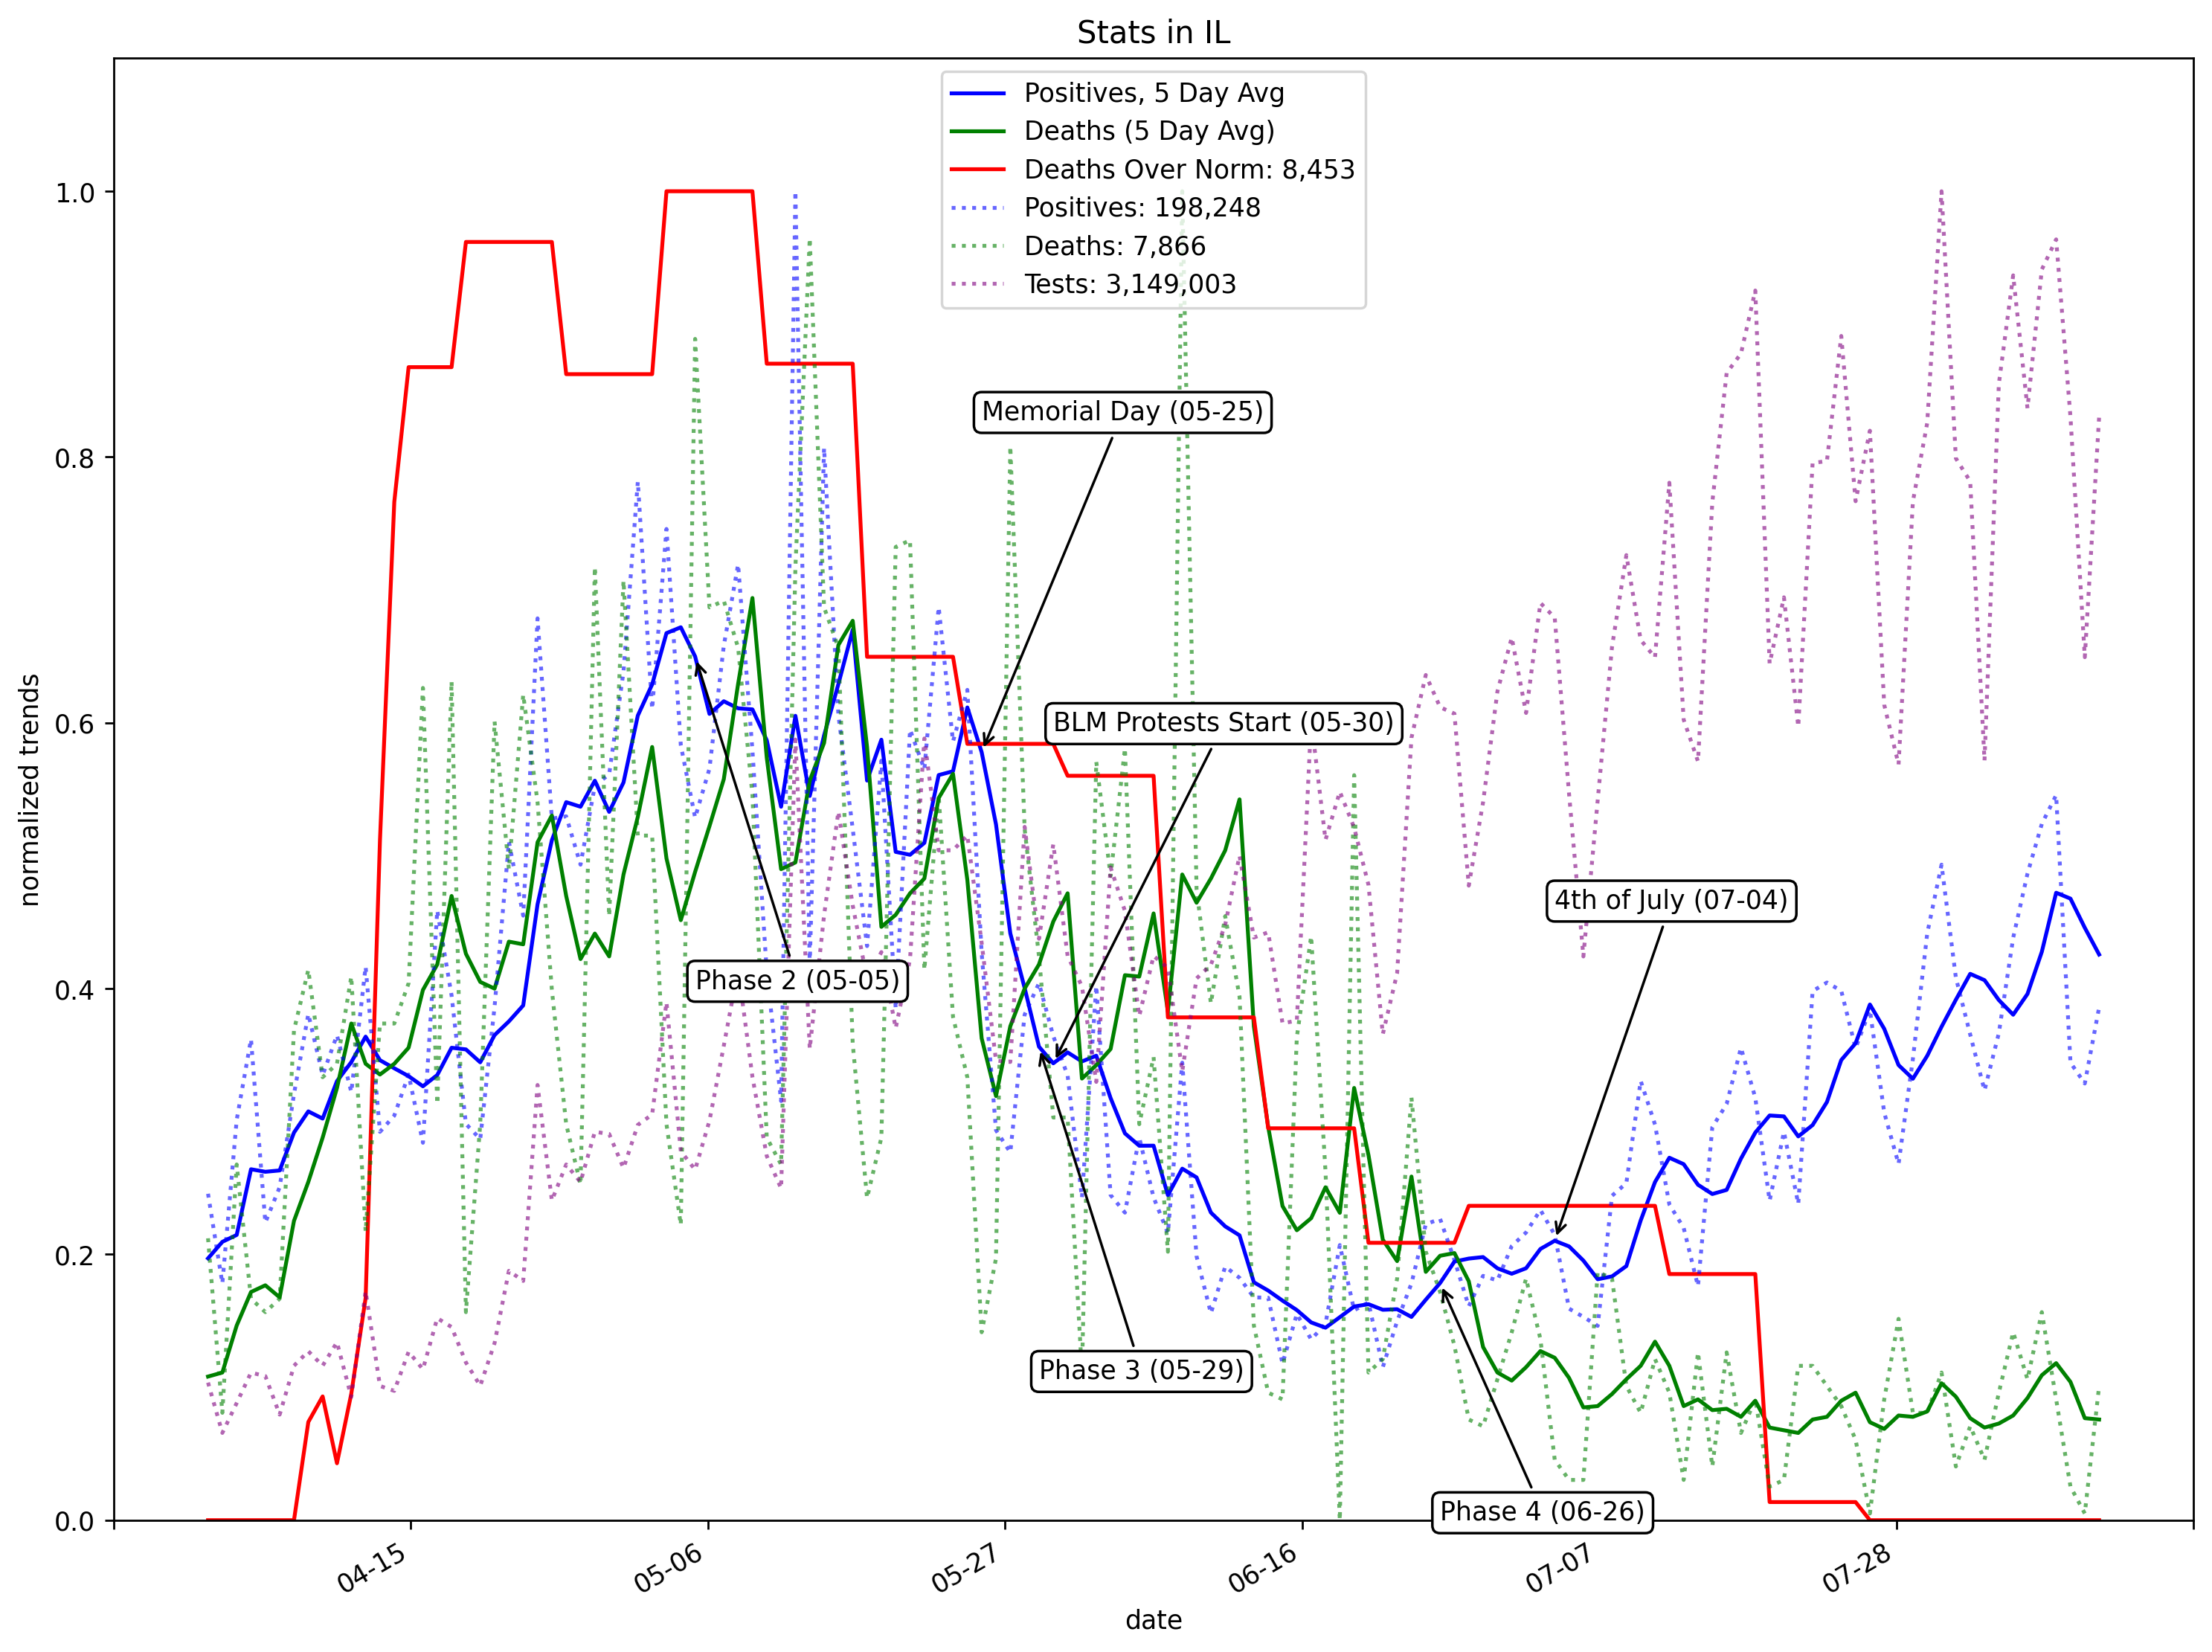 Stats in IL
Positives, 5 Day Avg
Deaths (5 Day Avg)
Deaths Over Norm: 8,453
Positives: 198,248
Deaths: 7,866
Tests: 3,149,003
1.0
0.8
0.6
0.4
0.2
0.0
normalized trends
Memorial Day (05-25)
BLM Protests Start (05-30)
4th of July (07-04)
Phase 2 (05-05)
Phase 3 (05-29)
Phase 4 (06-26)
04-15
05-06
05-27
06-16
07-07
07-28
date